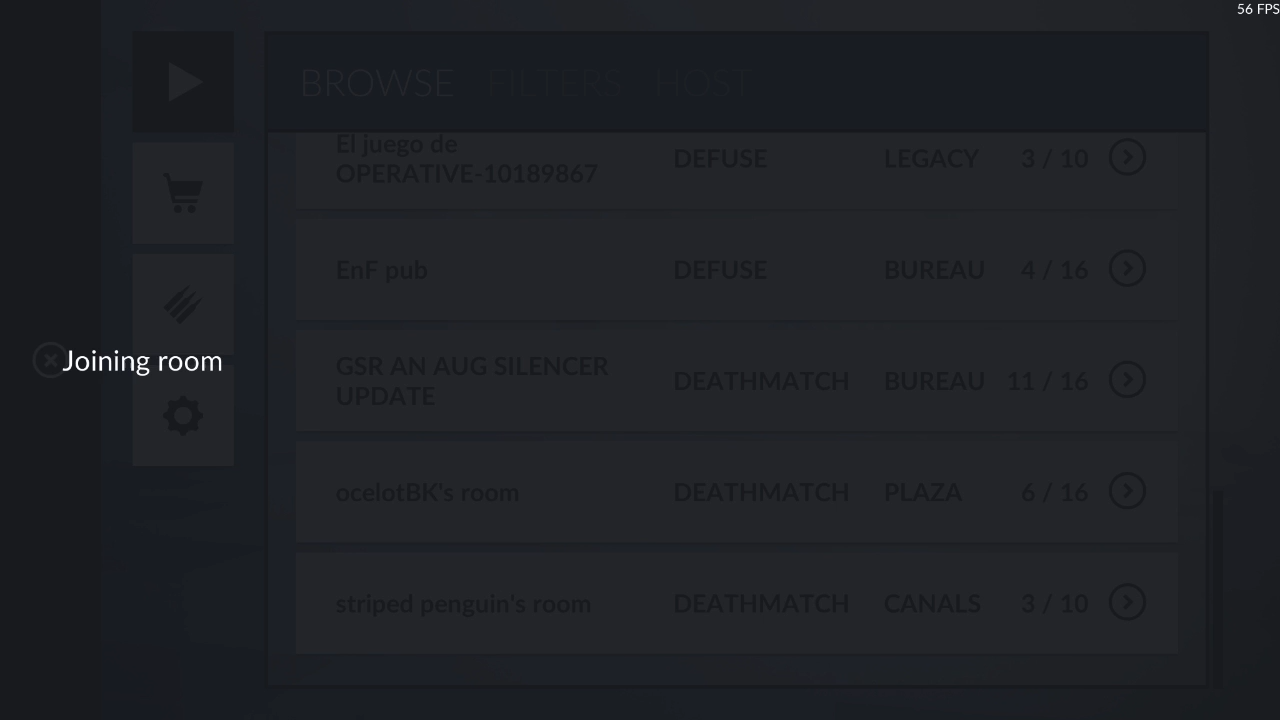 56 FPS
BROWSE FILTERS HOST
El juego de
OPERATIVE-10189867 DEFUSE LEGACY 3 / 10
EnF pub DEFUSE BUREAU 4 / 16
GSR AN AUG SILENCER
UPDATE DEATHMATCH BUREAU 11 / 16
Joining room
ocelotBK's room DEATHMATCH PLAZA 6 / 16
striped penguin's room DEATHMATCH CANALS 3 / 10